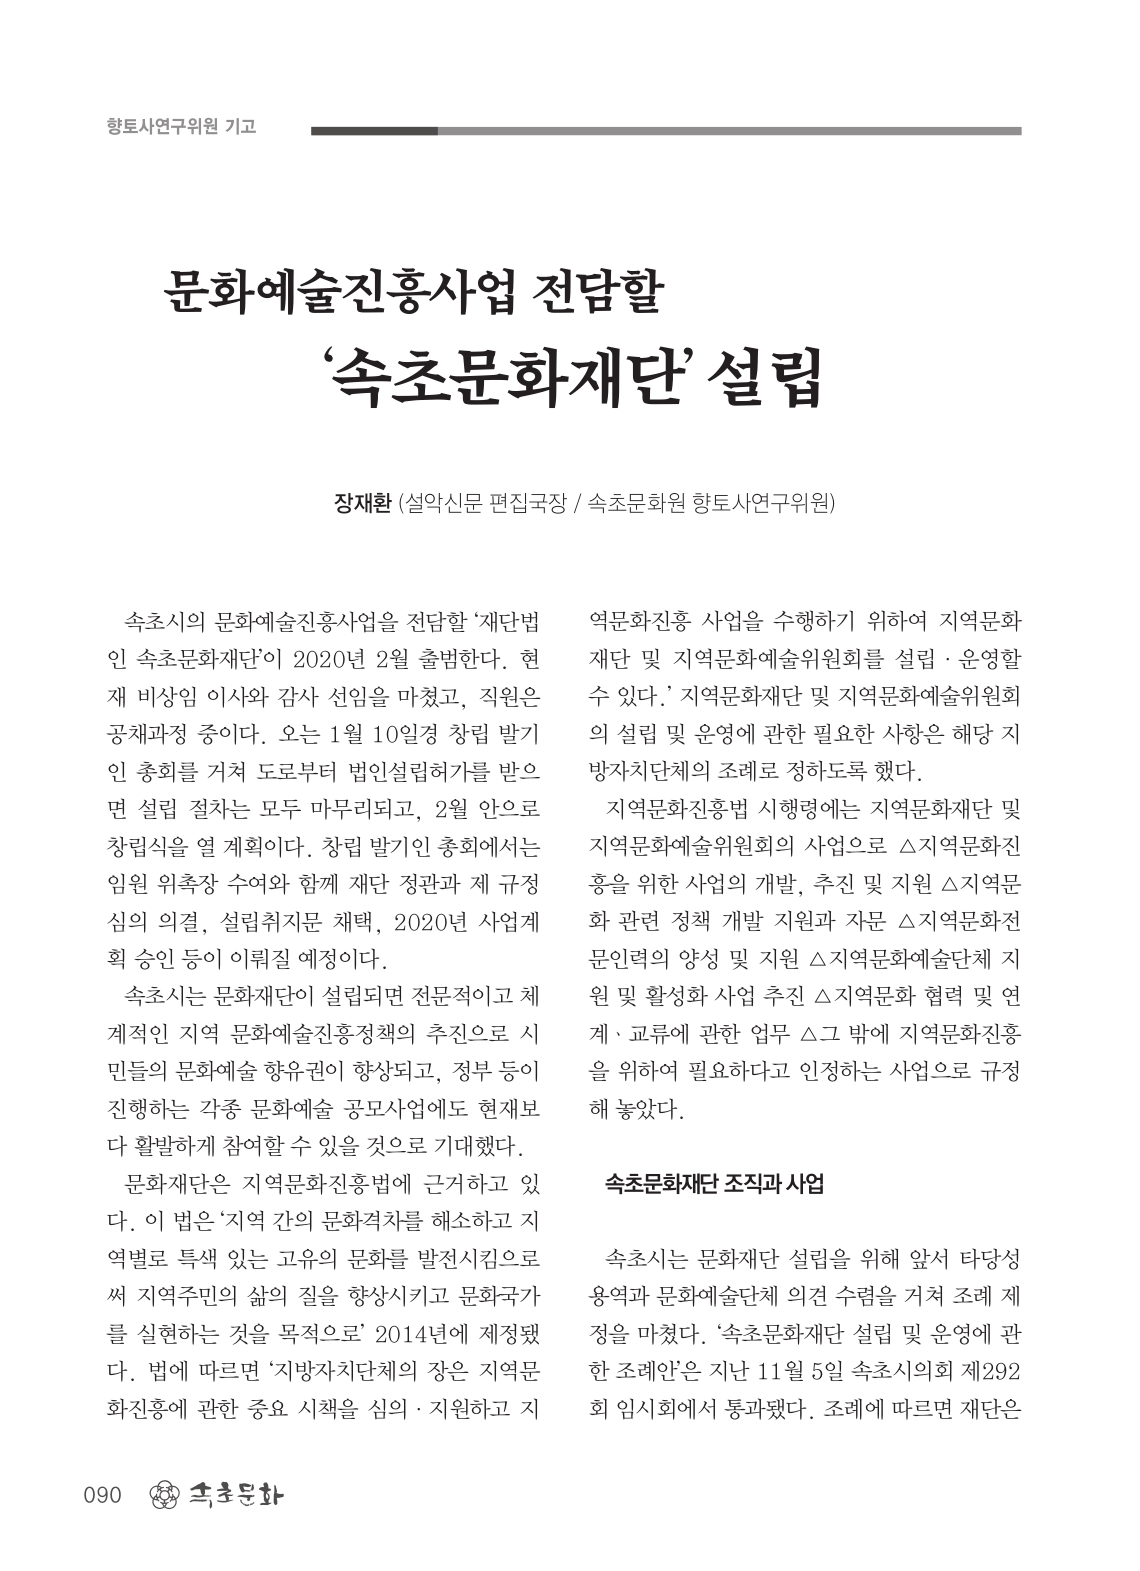 향토사연구위원 기고
문화예술진흥사업 전담할
‘속초문화재단’ 설립
장재환 (설악신문 편집국장 / 속초문화원 향토사연구위원)
속초시의 문화예술진흥사업을 전담할 ‘재단법
인 속초문화재단’이 2020년 2월 출범한다. 현
재 비상임 이사와 감사 선임을 마쳤고, 직원은
공채과정 중이다. 오는 1월 10일경 창립 발기
인 총회를 거쳐 도로부터 법인설립허가를 받으
면 설립 절차는 모두 마무리되고, 2월 안으로
창립식을 열 계획이다. 창립 발기인 총회에서는
임원 위촉장 수여와 함께 재단 정관과 제 규정
심의 의결, 설립취지문 채택, 2020년 사업계
획 승인 등이 이뤄질 예정이다.
속초시는 문화재단이 설립되면 전문적이고 체
계적인 지역 문화예술진흥정책의 추진으로 시
민들의 문화예술 향유권이 향상되고, 정부 등이
진행하는 각종 문화예술 공모사업에도 현재보
다 활발하게 참여할 수 있을 것으로 기대했다.
문화재단은 지역문화진흥법에 근거하고 있
다. 이 법은 ‘지역 간의 문화격차를 해소하고 지
역별로 특색 있는 고유의 문화를 발전시킴으로
써 지역주민의 삶의 질을 향상시키고 문화국가
를 실현하는 것을 목적으로’ 2014년에 제정됐
다. 법에 따르면 ‘지방자치단체의 장은 지역문
화진흥에 관한 중요 시책을 심의 · 지원하고 지
역문화진흥 사업을 수행하기 위하여 지역문화
재단 및 지역문화예술위원회를 설립 · 운영할
수 있다.’ 지역문화재단 및 지역문화예술위원회
의 설립 및 운영에 관한 필요한 사항은 해당 지
방자치단체의 조례로 정하도록 했다.
지역문화진흥법 시행령에는 지역문화재단 및
지역문화예술위원회의 사업으로 △지역문화진
흥을 위한 사업의 개발, 추진 및 지원 △지역문
화 관련 정책 개발 지원과 자문 △지역문화전
문인력의 양성 및 지원 △지역문화예술단체 지
원 및 활성화 사업 추진 △지역문화 협력 및 연
계ㆍ교류에 관한 업무 △그 밖에 지역문화진흥
을 위하여 필요하다고 인정하는 사업으로 규정
해 놓았다.
속초문화재단 조직과 사업
속초시는 문화재단 설립을 위해 앞서 타당성
용역과 문화예술단체 의견 수렴을 거쳐 조례 제
정을 마쳤다. ‘속초문화재단 설립 및 운영에 관
한 조례안’은 지난 11월 5일 속초시의회 제292
회 임시회에서 통과됐다. 조례에 따르면 재단은
090 속초문화